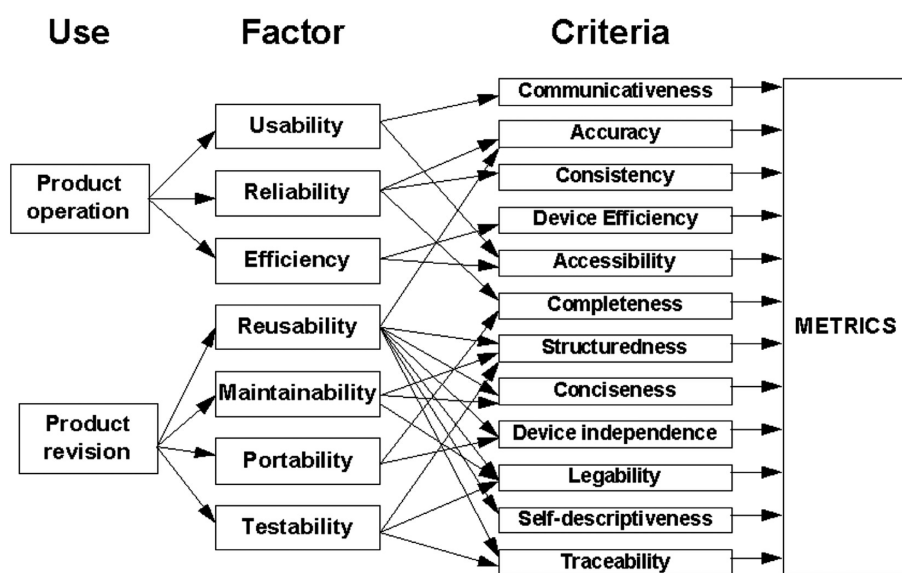 Use
Factor
Criteria
Product
operation
Product
revision
Usability
Reliability
Efficiency
Reusability
Maintainability
Portability
Testability
Communicativeness
Accuracy
Consistency
Device Efficiency
Accessibility
Completeness
Structuredness
Conciseness
Device independence
Legability
Self-descriptiveness
Traceability
METRICS